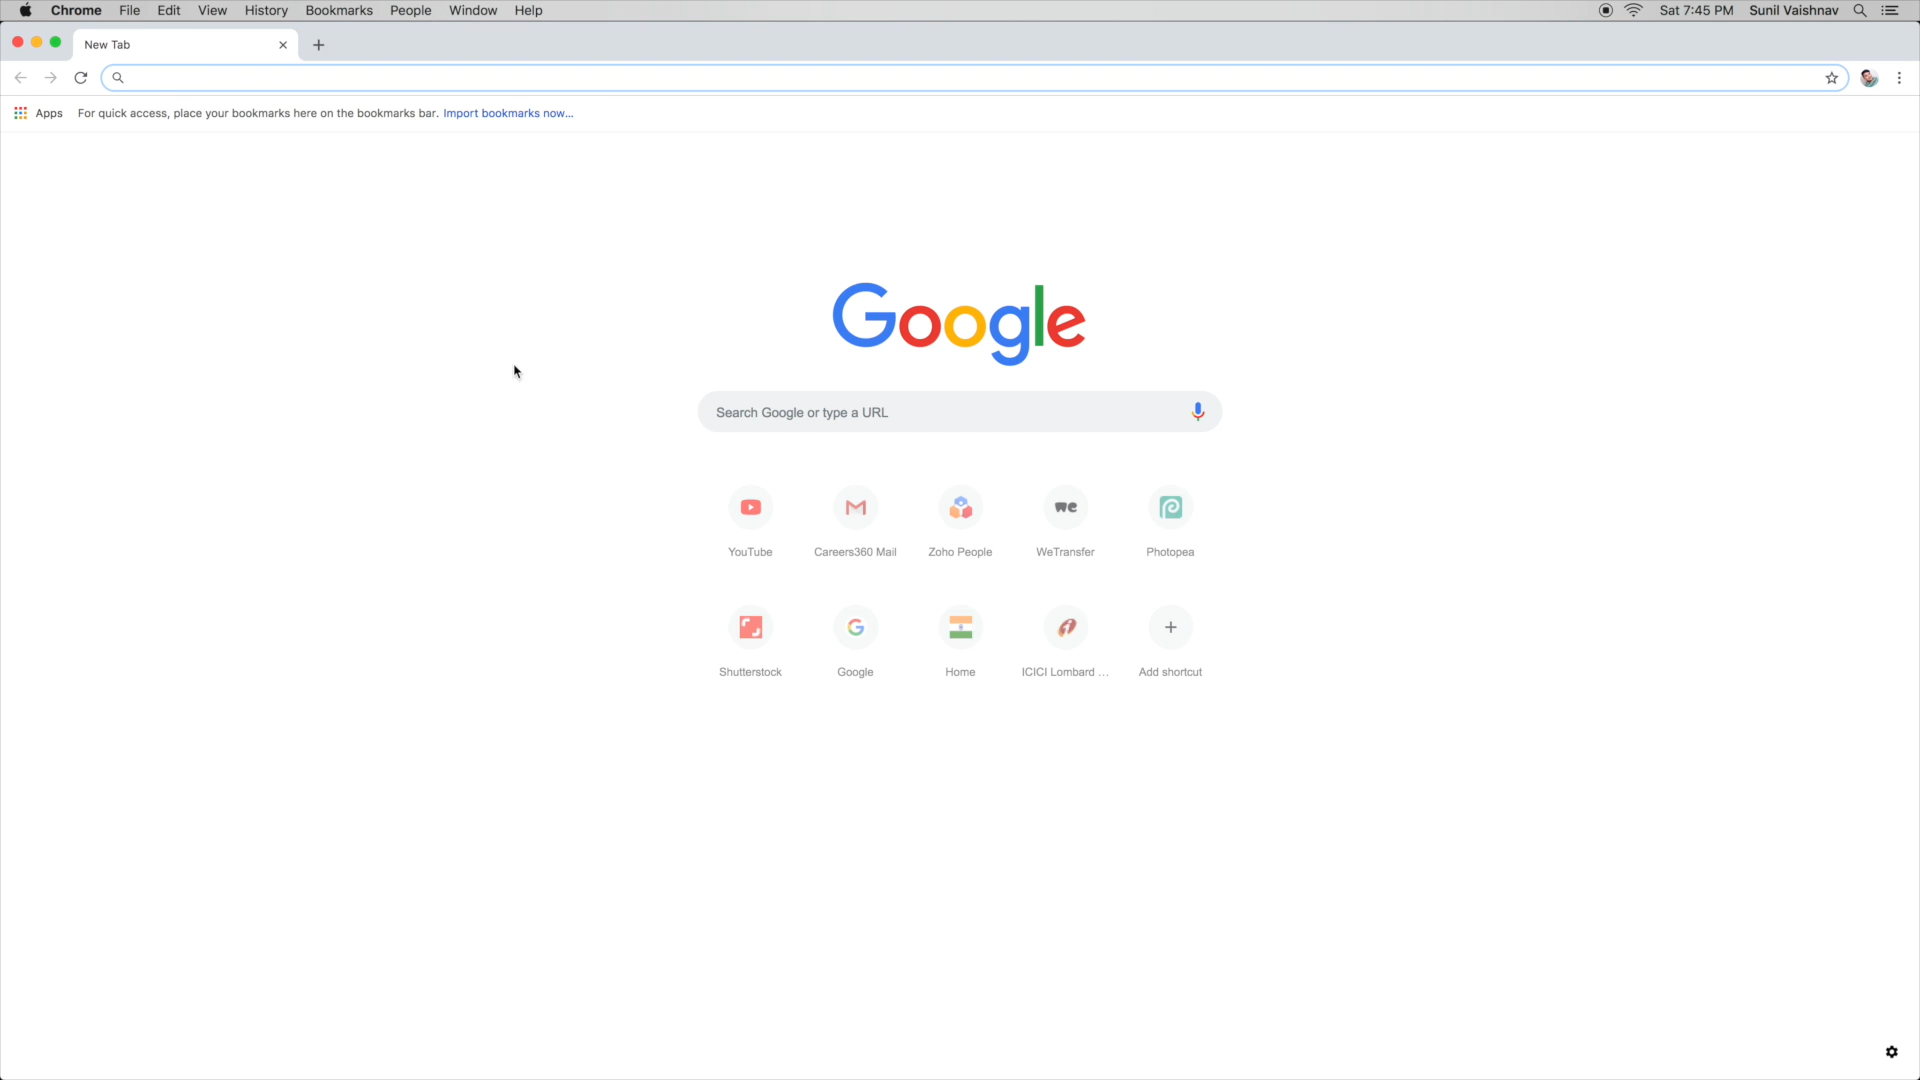 Chrome File Edit View History Bookmarks People Window Help Sat 7:45 PM Sunil Vaishnav
New Tab
Apps For quick access, place your bookmarks here on the bookmarks bar. Import bookmarks now...
Google
Search Google or type a URL
we
YouTube Careers360 Mail Zoho People WeTransfer Photopea
Shutterstock Google Home ICICI Lombard ... Add shortcut